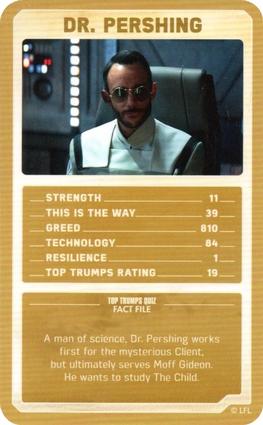 DR. PERSHING
STRENGTH 11
THIS IS THE WAY 39
GREED 810
TECHNOLOGY 84
RESILIENCE 1
TOP TRUMPS RATING 19
TOP TRUMPS QUIZ
FACT FILE
A man of science, Dr. Pershing works
first for the mysterious Client,
but ultimately serves Moff Gideon.
He wants to study The Child.
© LFL